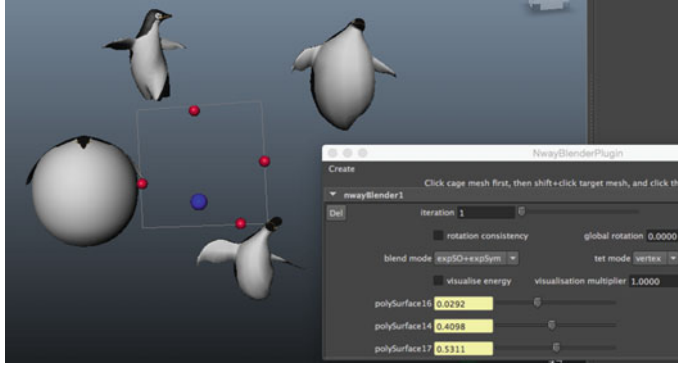 NwayBlenderPlugin
Create
Click cage mesh first, then shift+click target mesh, and click th
nwayBlender1
Del iteration 1
rotation consistency global rotation 0.0000
blend mode expSO+expSym tet mode vertex
visualise energy visualisation multiplier 1.0000
polySurface16 0.0292
polySurface14 0.4098
polySurface17 0.5311